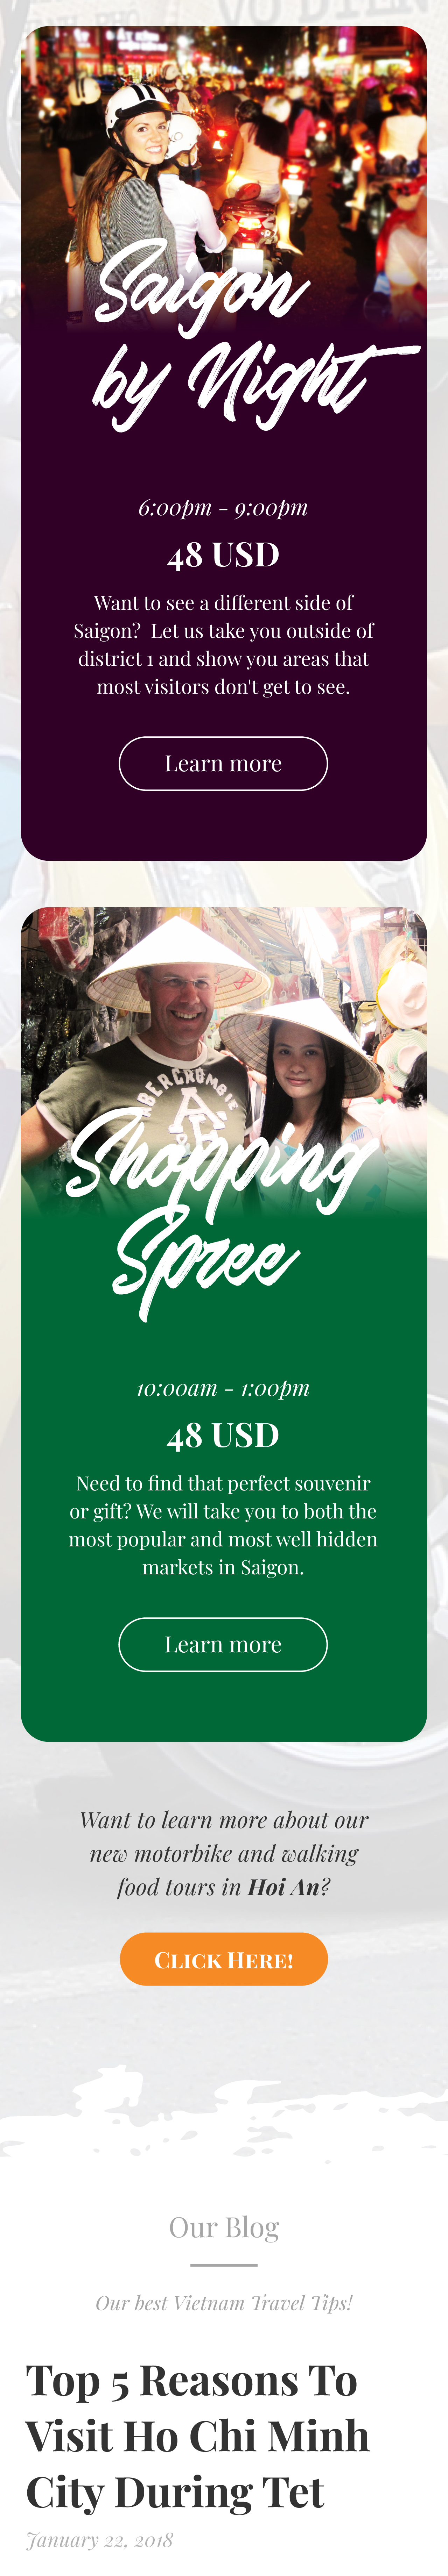 VO DIEN
Saigon
by Night
6:00pm - 9:00pm
48 USD
Want to see a different side of
Saigon?  Let us take you outside of
district 1 and show you areas that
most visitors don't get to see.
Learn more
ABERCROMBIE
A
&
Shopping
Spree
10:00am - 1:00pm
48 USD
Need to find that perfect souvenir
or gift? We will take you to both the
most popular and most well hidden
markets in Saigon.
Learn more
Want to learn more about our
new motorbike and walking
food tours in Hoi An?
Click Here!
Our Blog
Our best Vietnam Travel Tips!
Top 5 Reasons To
Visit Ho Chi Minh
City During Tet
January 22, 2018